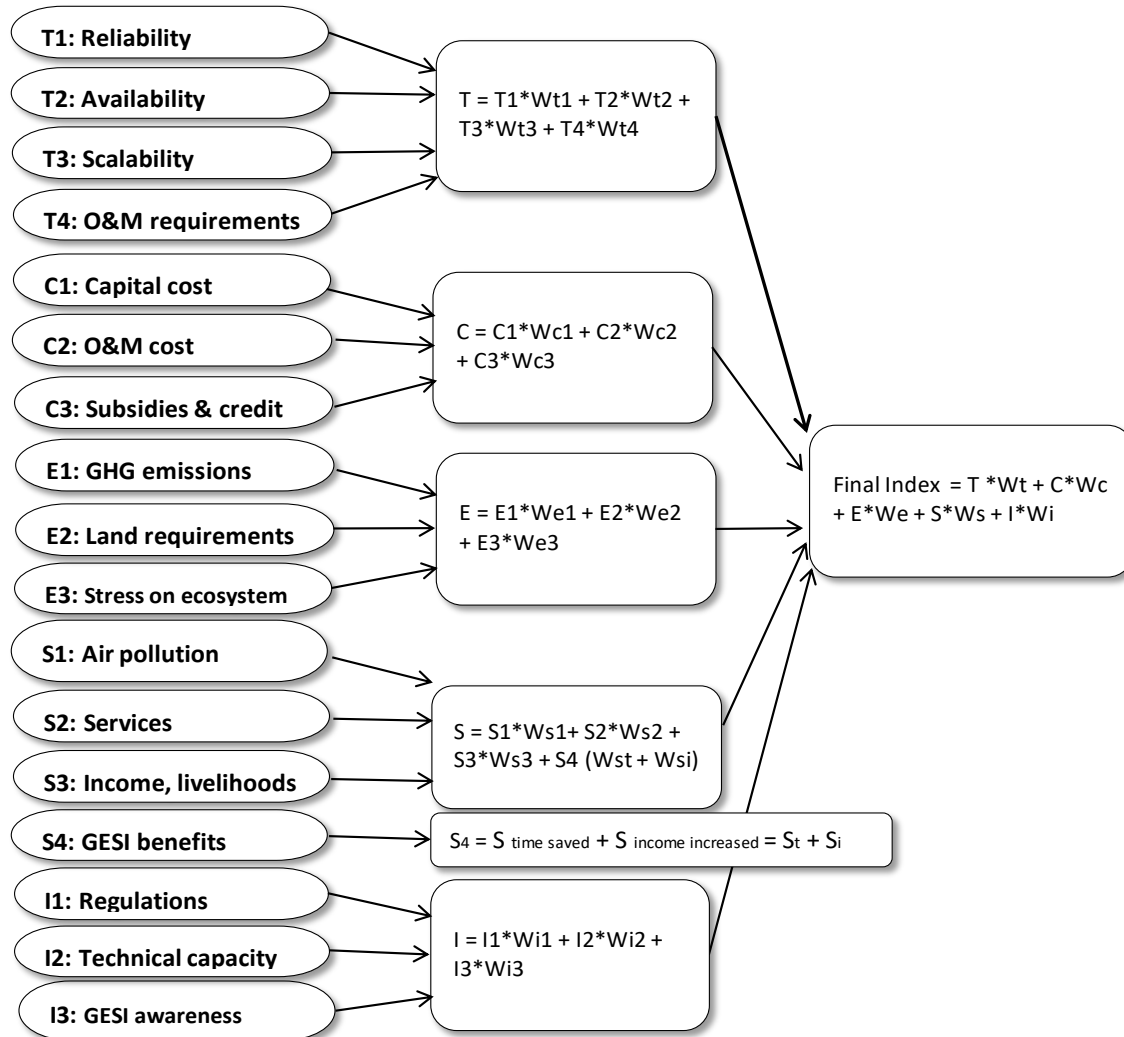 T1: Reliability
T2: Availability
T3: Scalability
T4: O&M requirements
T = T1*Wt1 + T2*Wt2 +
T3*Wt3 + T4*Wt4
C1: Capital cost
C2: O&M cost
C3: Subsidies & credit
C = C1*Wc1 + C2*Wc2
+ C3*Wc3
E1: GHG emissions
E2: Land requirements
E3: Stress on ecosystem
E = E1*We1 + E2*We2
+ E3*We3
S1: Air pollution
S2: Services
S3: Income, livelihoods
S4: GESI benefits
S = S1*Ws1+ S2*Ws2 +
S3*Ws3 + S4 (Wst + Wsi)
S4 = S time saved + S income increased = St + Si
I1: Regulations
I2: Technical capacity
I3: GESI awareness
I = I1*Wi1 + I2*Wi2 +
I3*Wi3
Final Index = T *Wt + C*Wc
+ E*We + S*Ws + I*Wi